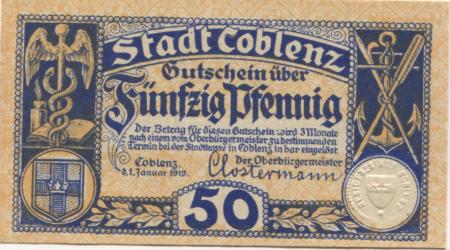 Stadt Coblenz
Gutschein über
Fünfzig Pfennig
Der Betrag für diesen Gutschein wird 3 Monate
nach einem vom Oberbürgermeister zu bestimmenden
Termin bei der Stadtkasse in Coblenz in bar eingelöst
Coblenz, der Oberbürgermeister
d. 1. Januar 1919. Clostermann
50